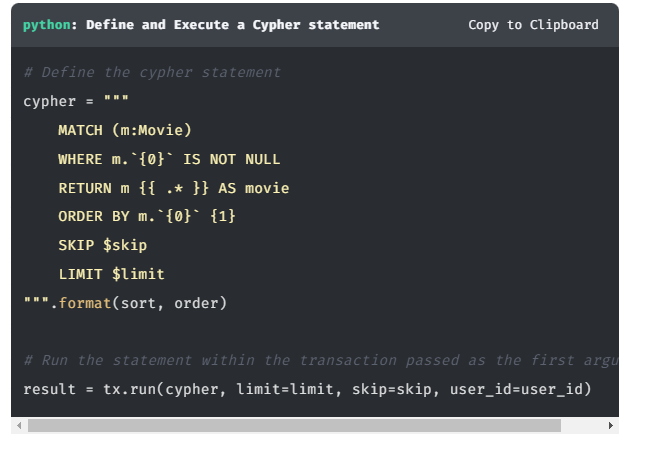 python: Define and Execute a Cypher statement
Copy to Clipboard
# Define the cypher statement
cypher = """
    MATCH (m:Movie)
    WHERE m.`{0}` IS NOT NULL
    RETURN m {{ .* }} AS movie
    ORDER BY m.`{0}` {1}
    SKIP $skip
    LIMIT $limit
""".format(sort, order)
# Run the statement within the transaction passed as the first argu
result = tx.run(cypher, limit=limit, skip=skip, user_id=user_id)